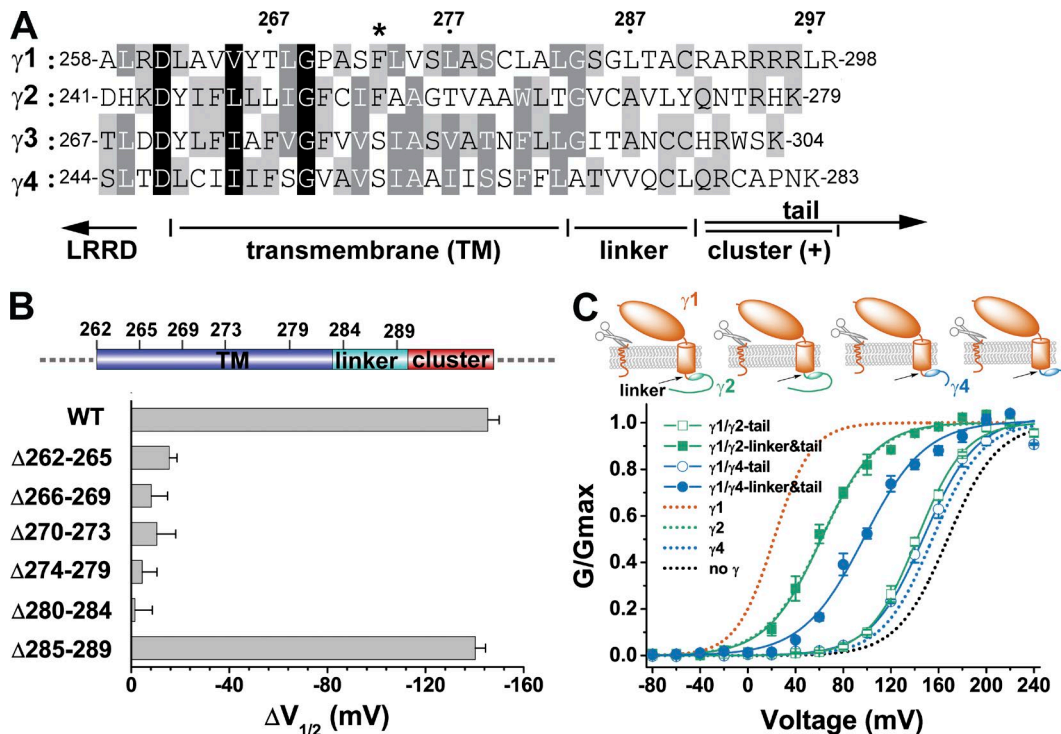 A
267 277 287 297
*
γ1 : 258- ALRDLAVVYTLGPASFLVSLASCLALGSGLTACRARRRRLR -298
γ2 : 241- DHKDYIFLLLIGFCIFAAGTVAAWLTGVCAVLYQNTRHK -279
γ3 : 267- TLDDYLFIAFVGFVVSIASVATNFLLGITANCCHRWSK -304
γ4 : 244- SLTDLCIIIFSGVAVSIAAIISSFFLATVVQCLQRCAPNK -283
LRRD transmembrane (TM) linker tail
cluster (+)
B
262 265 269 273 279 284 289
TM linker cluster
WT
Δ262-265
Δ266-269
Δ270-273
Δ274-279
Δ280-284
Δ285-289
0 -40 -80 -120 -160
ΔV1/2 (mV)
C
γ1
linker γ2 γ4
γ1/γ2-tail
γ1/γ2-linker&tail
γ1/γ4-tail
γ1/γ4-linker&tail
γ1
γ2
γ4
no γ
G/Gmax
1.0
0.8
0.6
0.4
0.2
0.0
-80 -40 0 40 80 120 160 200 240
Voltage (mV)